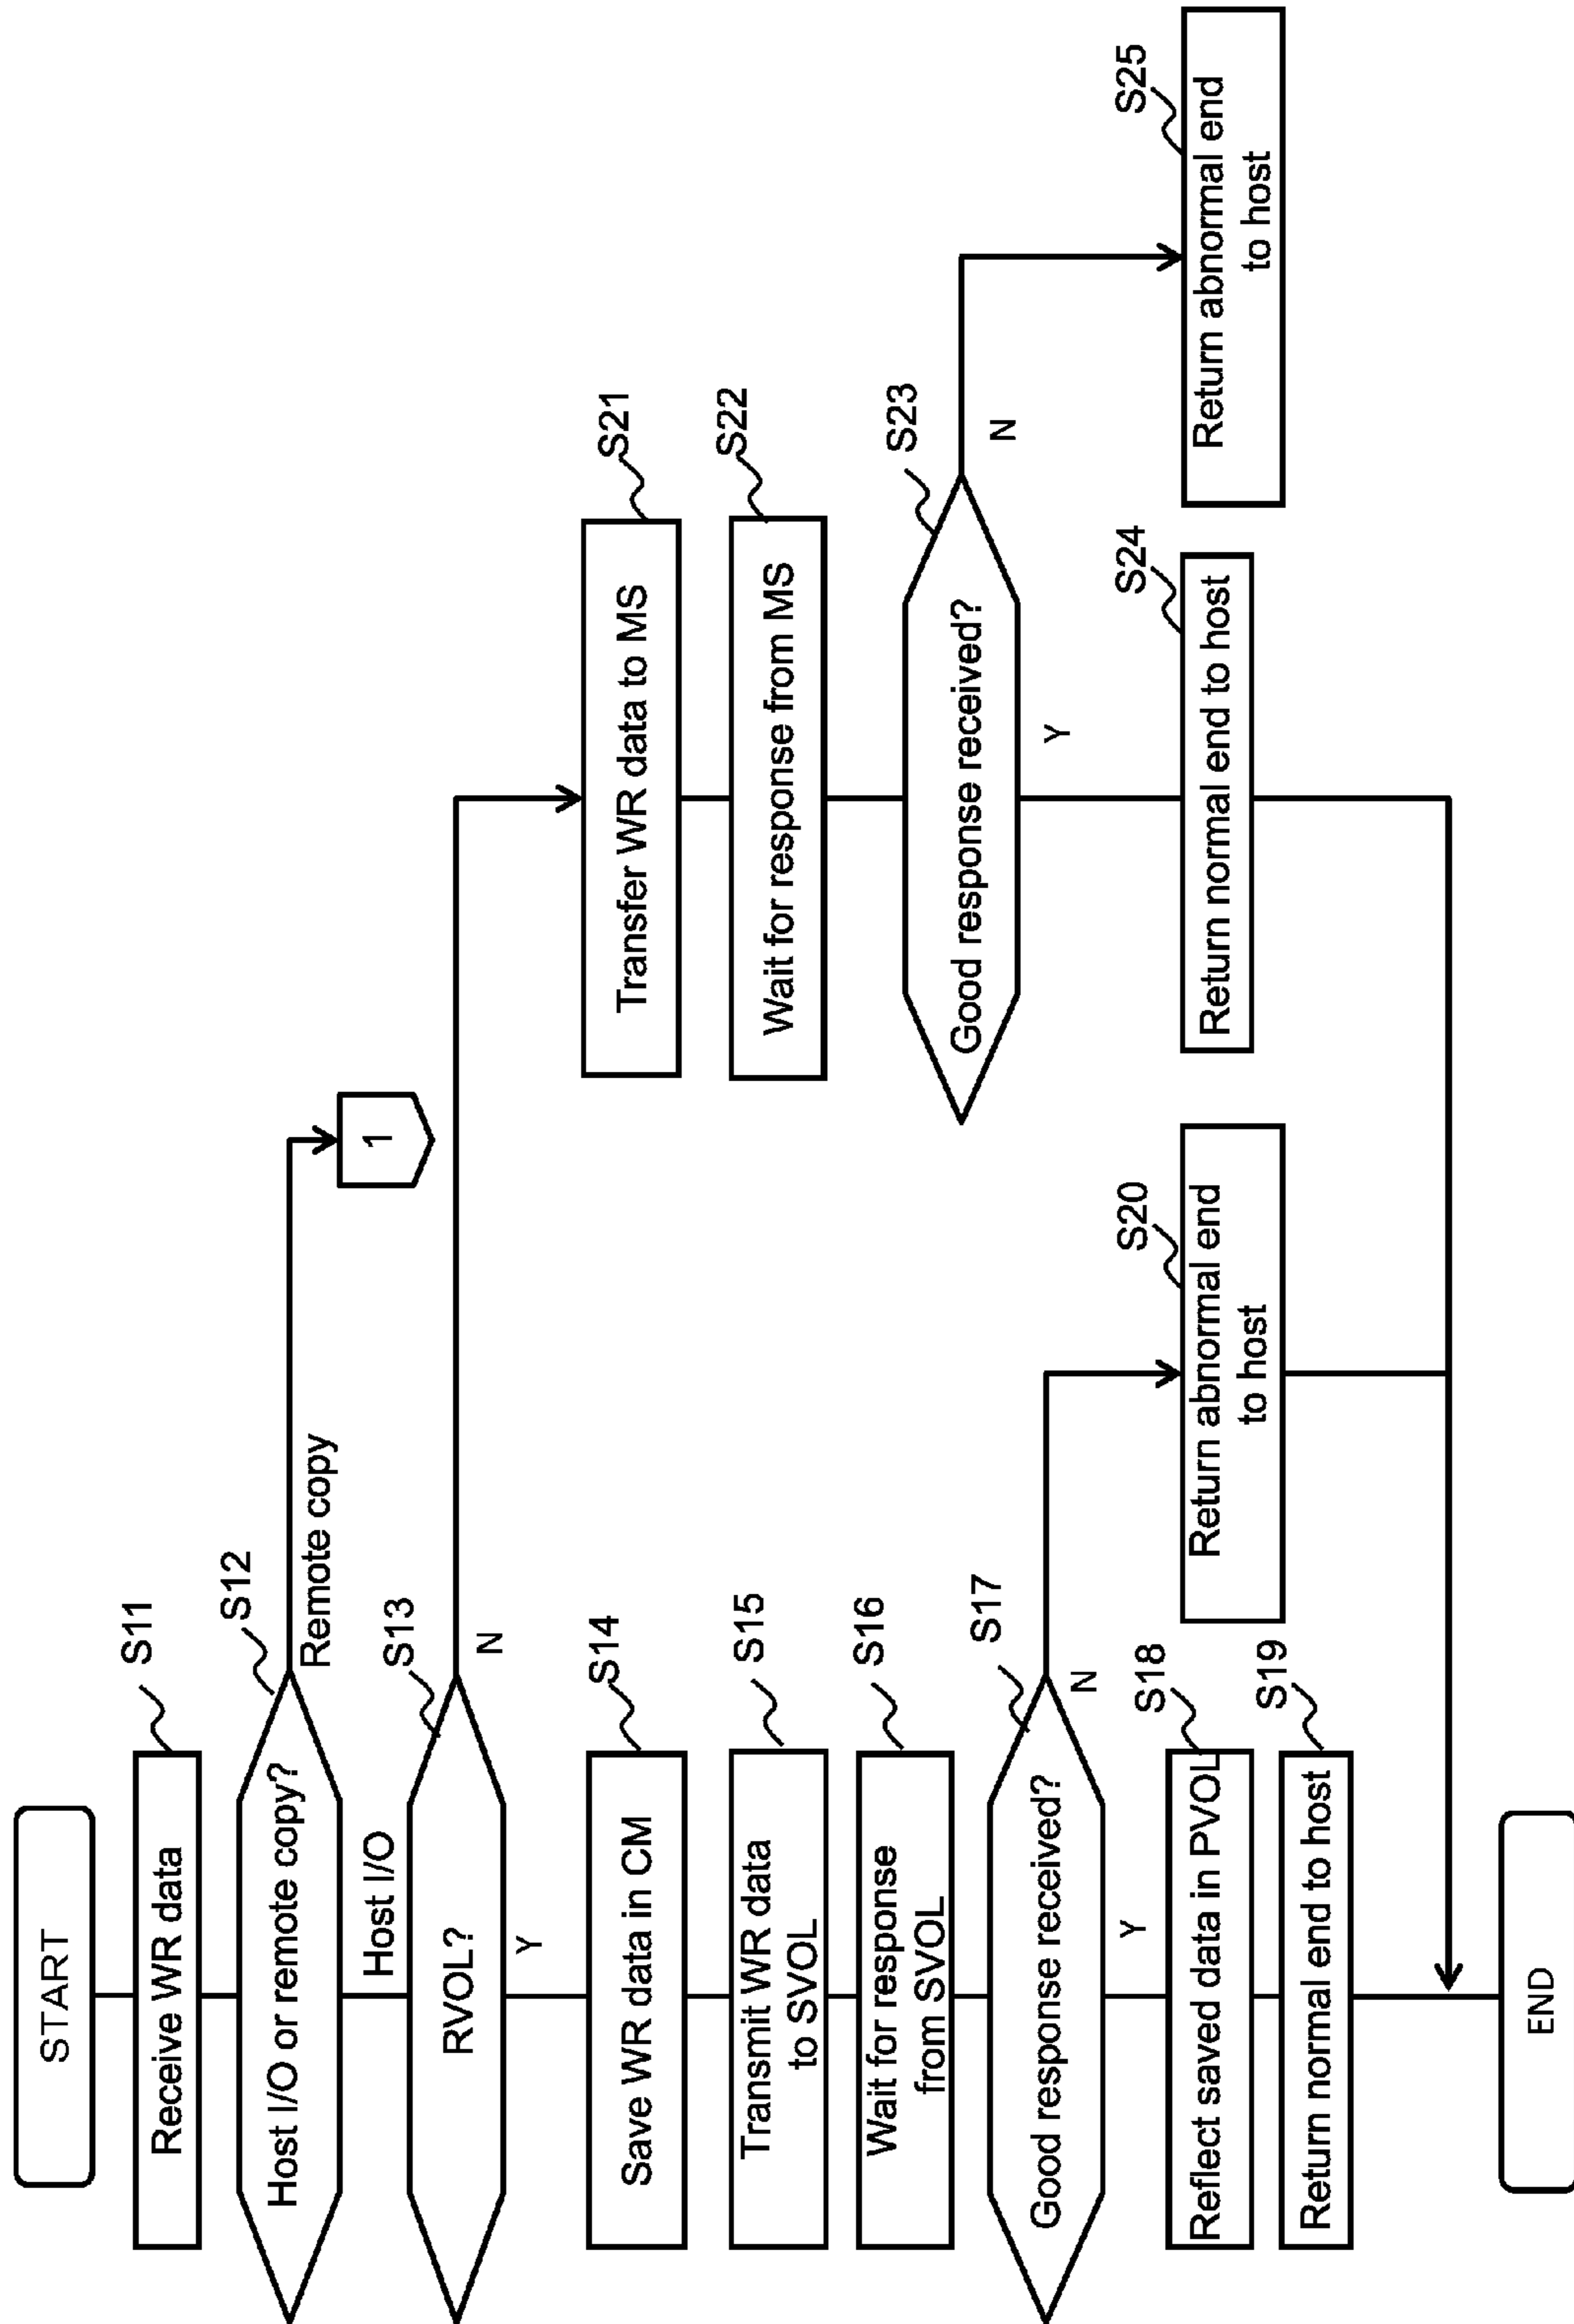 START
Receive WR data
S11
Host I/O or remote copy?
S12
Remote copy
1
Host I/O
RVOL?
S13
N
Y
Save WR data in CM
S14
Transmit WR data
to SVOL
S15
Wait for response
from SVOL
S16
Good response received?
S17
N
Y
Reflect saved data in PVOL
S18
Return normal end to host
S19
Return abnormal end
to host
S20
Transfer WR data to MS
S21
Wait for response from MS
S22
Good response received?
S23
N
Y
Return normal end to host
S24
Return abnormal end
to host
S25
END